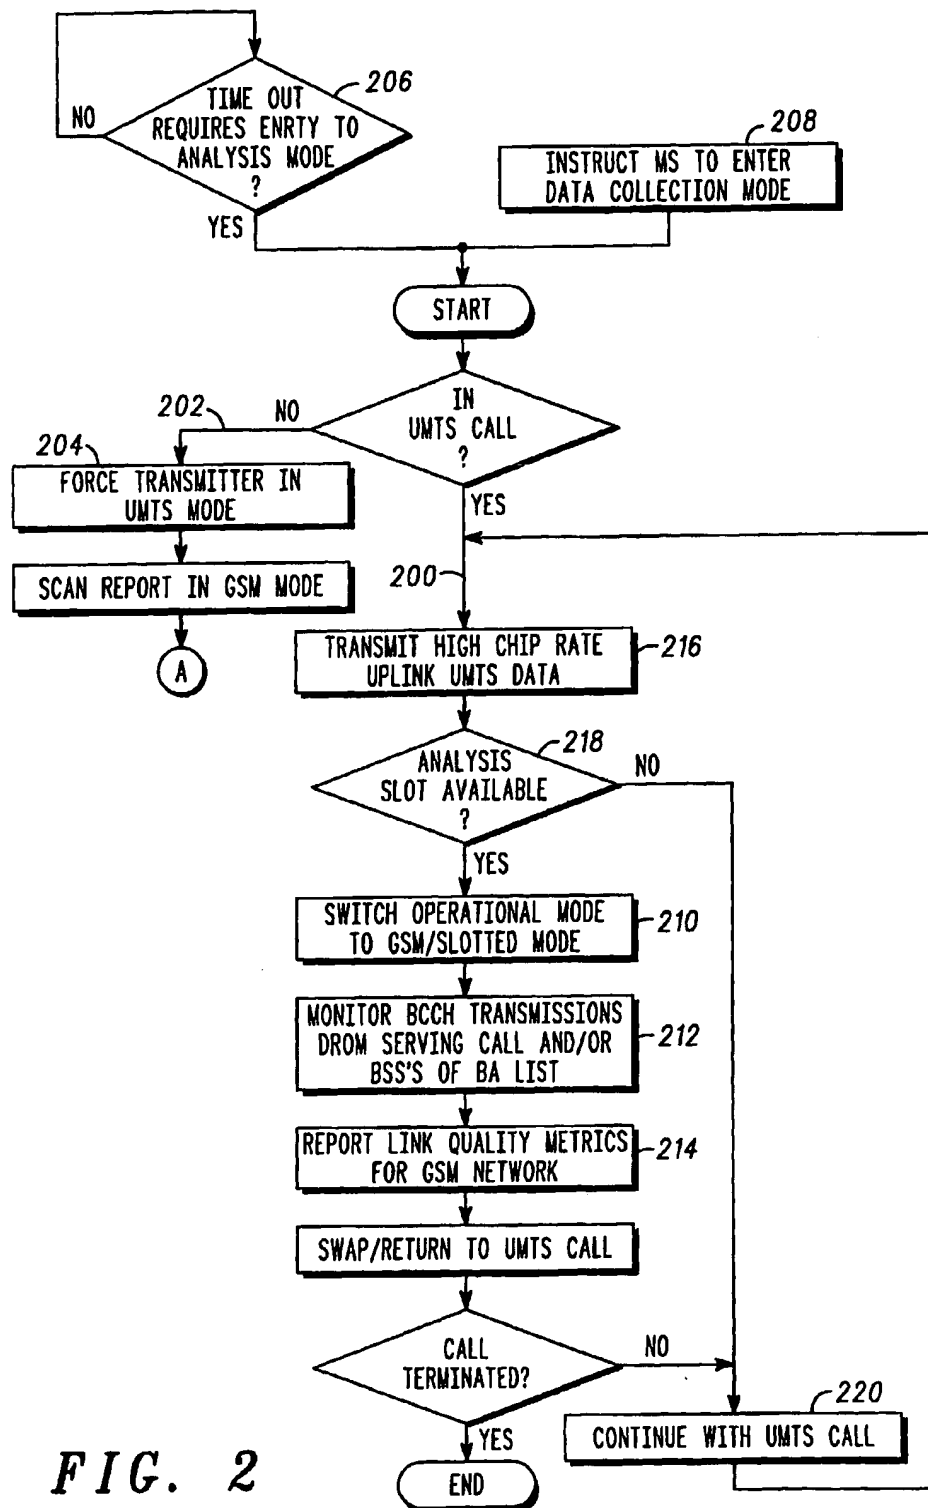 206
TIME OUT
REQUIRES ENRTY TO
ANALYSIS MODE
?
NO
YES
208
INSTRUCT MS TO ENTER
DATA COLLECTION MODE
START
IN
UMTS CALL
?
202
NO
YES
204
FORCE TRANSMITTER IN
UMTS MODE
SCAN REPORT IN GSM MODE
A
200
TRANSMIT HIGH CHIP RATE
UPLINK UMTS DATA
216
ANALYSIS
SLOT AVAILABLE
?
218
NO
YES
SWITCH OPERATIONAL MODE
TO GSM/SLOTTED MODE
210
MONITOR BCCH TRANSMISSIONS
DROM SERVING CALL AND/OR
BSS'S OF BA LIST
212
REPORT LINK QUALITY METRICS
FOR GSM NETWORK
214
SWAP/RETURN TO UMTS CALL
CALL
TERMINATED?
NO
YES
220
CONTINUE WITH UMTS CALL
END
FIG. 2